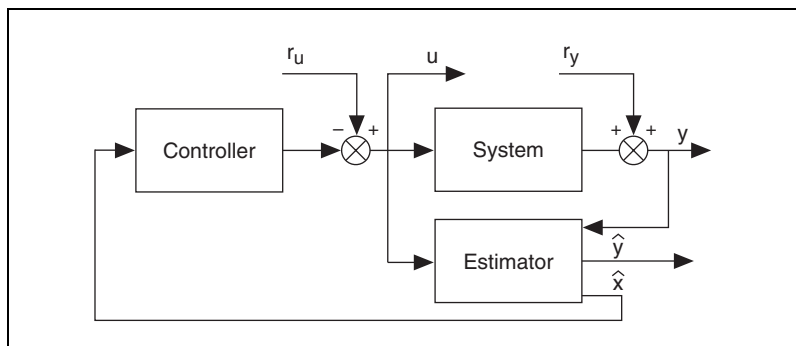 r_u u r_y
− + + + y
Controller System
Estimator ŷ
x̂